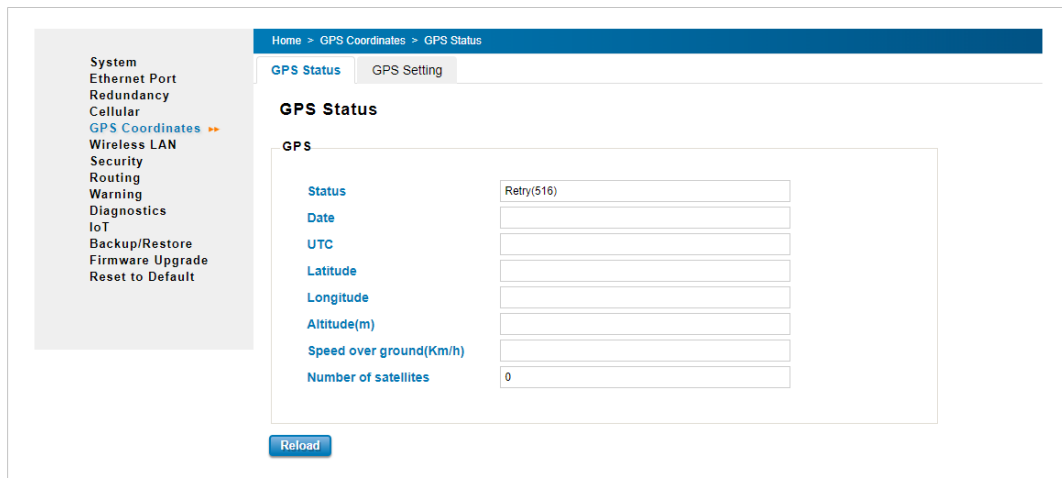 Home > GPS Coordinates > GPS Status
System
Ethernet Port
Redundancy
Cellular
GPS Coordinates
Wireless LAN
Security
Routing
Warning
Diagnostics
IoT
Backup/Restore
Firmware Upgrade
Reset to Default
GPS Status GPS Setting
GPS Status
GPS
Status Retry(516)
Date
UTC
Latitude
Longitude
Altitude(m)
Speed over ground(Km/h)
Number of satellites 0
Reload